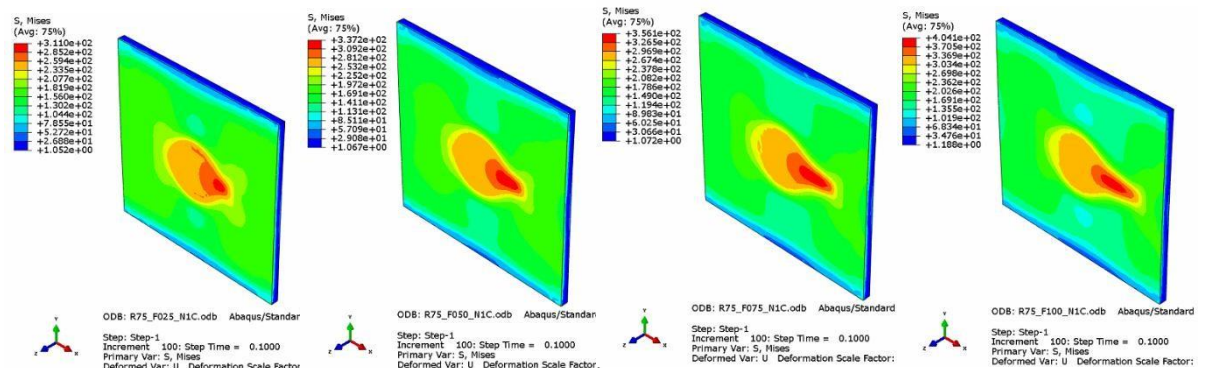 S, Mises
(Avg: 75%)
+3.110e+02
+2.852e+02
+2.594e+02
+2.335e+02
+2.077e+02
+1.819e+02
+1.560e+02
+1.302e+02
+1.044e+02
+7.855e+01
+5.272e+01
+2.688e+01
+1.052e+00
ODB: R75_F025_N1C.odb Abaqus/Standar
Step: Step-1
Increment 100: Step Time = 0.1000
Primary Var: S, Mises
Deformed Var: U Deformation Scale Factor:
Y
Z
X
S, Mises
(Avg: 75%)
+3.372e+02
+3.092e+02
+2.812e+02
+2.532e+02
+2.252e+02
+1.972e+02
+1.691e+02
+1.411e+02
+1.131e+02
+8.511e+01
+5.709e+01
+2.908e+01
+1.067e+00
ODB: R75_F050_N1C.odb Abaqus/Standar
Step: Step-1
Increment 100: Step Time = 0.1000
Primary Var: S, Mises
Deformed Var: U Deformation Scale Factor.
Y
Z
X
S, Mises
(Avg: 75%)
+3.561e+02
+3.265e+02
+2.969e+02
+2.674e+02
+2.378e+02
+2.082e+02
+1.786e+02
+1.490e+02
+1.194e+02
+8.983e+01
+6.025e+01
+3.066e+01
+1.072e+00
ODB: R75_F075_N1C.odb Abaqus/Standard
Step: Step-1
Increment 100: Step Time = 0.1000
Primary Var: S, Mises
Deformed Var: U Deformation Scale Factor:
Y
Z
X
S, Mises
(Avg: 75%)
+4.041e+02
+3.705e+02
+3.369e+02
+3.034e+02
+2.698e+02
+2.362e+02
+2.026e+02
+1.691e+02
+1.355e+02
+1.019e+02
+6.834e+01
+3.476e+01
+1.188e+00
ODB: R75_F100_N1C.odb Abaqus/Standard
Step: Step-1
Increment 100: Step Time = 0.1000
Primary Var: S, Mises
Deformed Var: U Deformation Scale Factor:
Y
Z
X